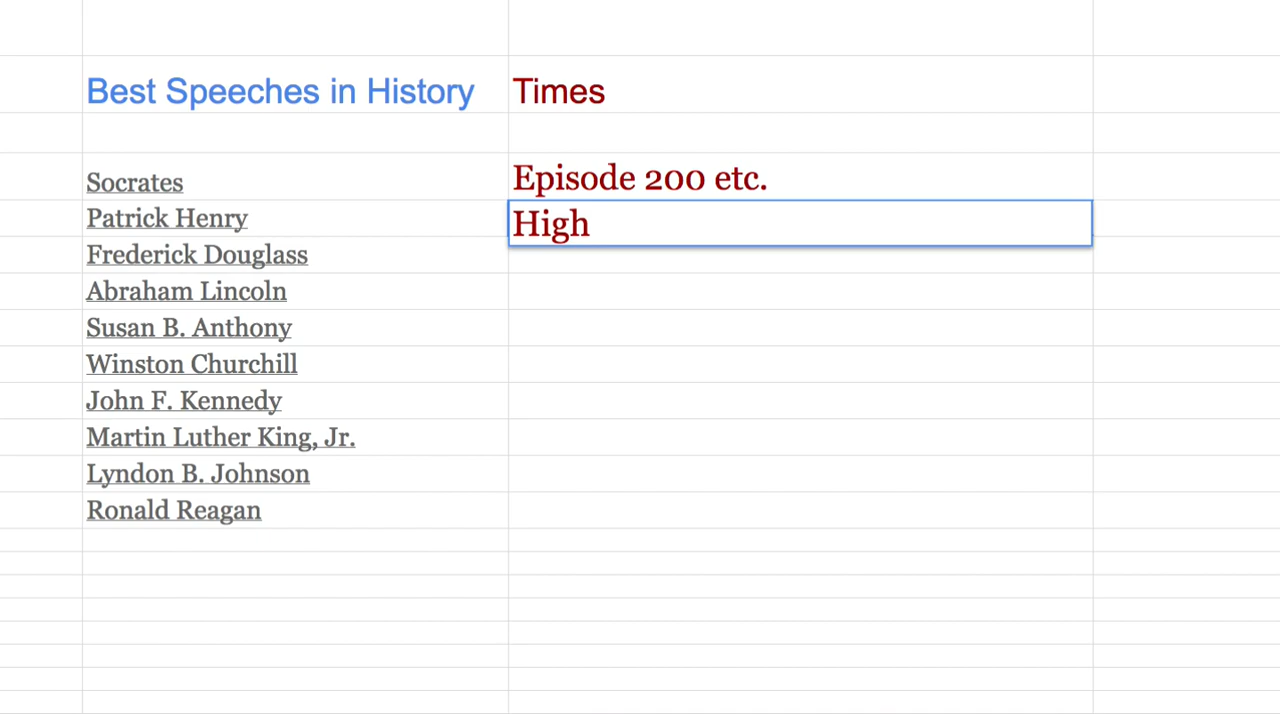 Best Speeches in History Times
Socrates Episode 200 etc.
Patrick Henry High
Frederick Douglass
Abraham Lincoln
Susan B. Anthony
Winston Churchill
John F. Kennedy
Martin Luther King, Jr.
Lyndon B. Johnson
Ronald Reagan